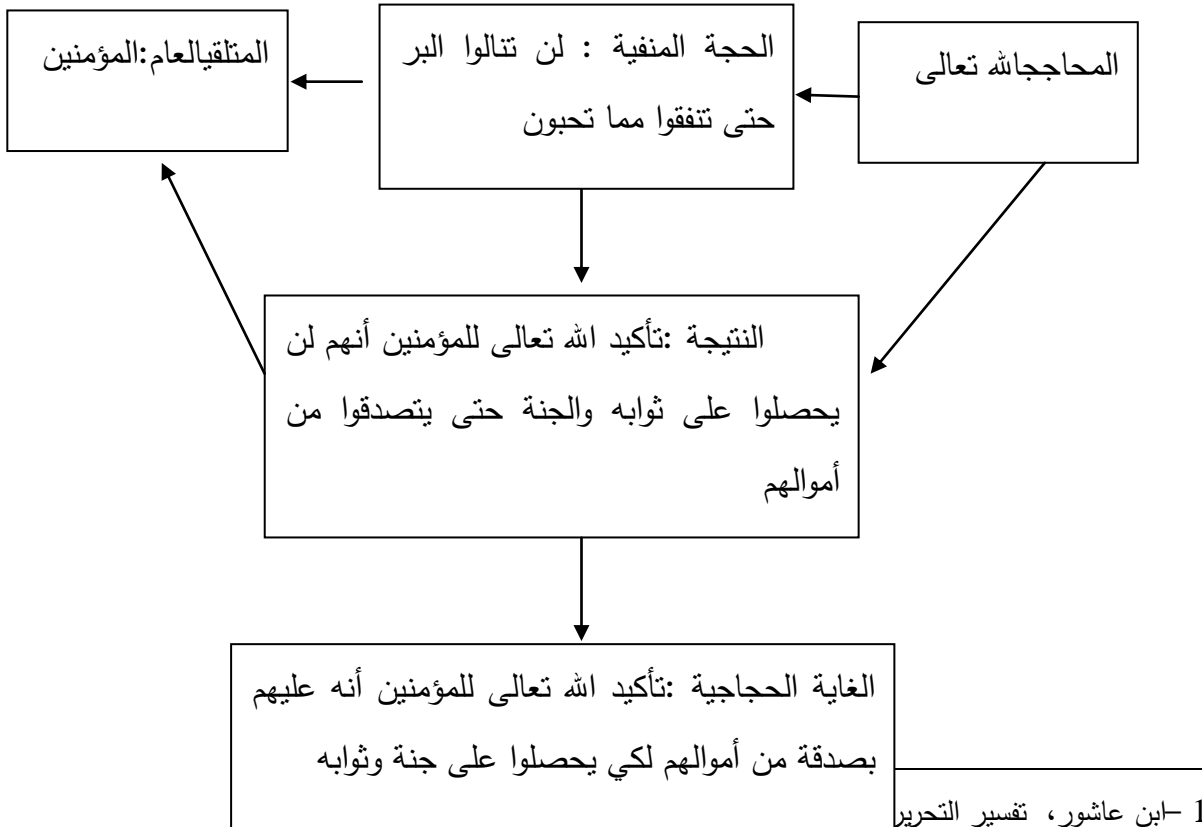 المحاججالله تعالى
الحجة المنفية : لن تنالوا البر
حتى تنفقوا مما تحبون
المتلقيالعام:المؤمنين
النتيجة :تأكيد الله تعالى للمؤمنين أنهم لن
يحصلوا على ثوابه والجنة حتى يتصدقوا من
أموالهم
الغاية الحجاجية :تأكيد الله تعالى للمؤمنين أنه عليهم
بصدقة من أموالهم لكي يحصلوا على جنة وثوابه
1 –ابن عاشور، تفسير التحرير